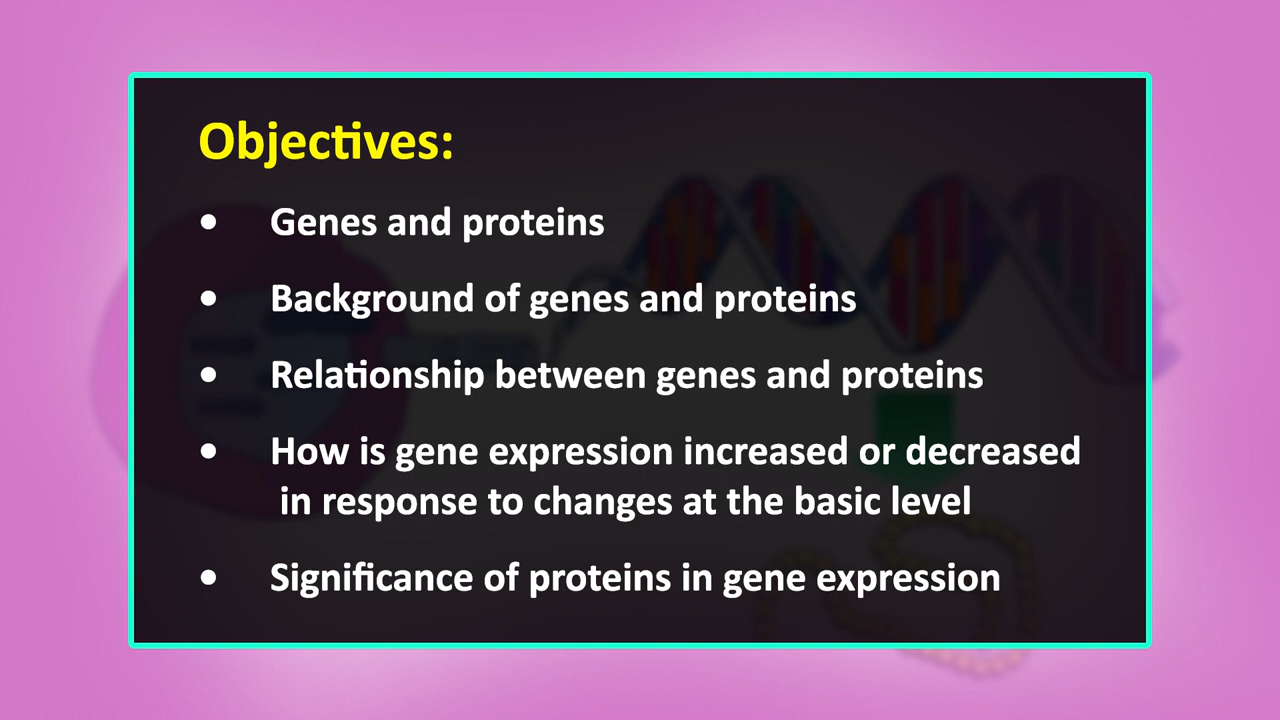 Objectives:
• Genes and proteins
• Background of genes and proteins
• Relationship between genes and proteins
• How is gene expression increased or decreased
in response to changes at the basic level
• Significance of proteins in gene expression